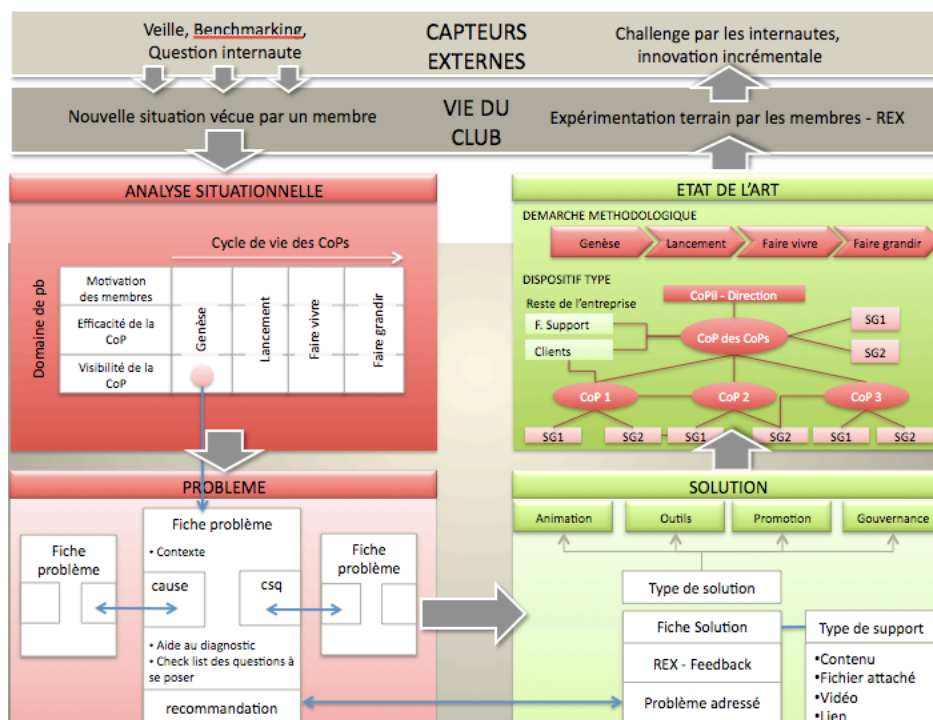 Veille, Benchmarking,
Question internaute
CAPTEURS
EXTERNES
Challenge par les internautes,
innovation incrémentale
Nouvelle situation vécue par un membre
VIE DU
CLUB
Expérimentation terrain par les membres - REX
ANALYSE SITUATIONNELLE
Cycle de vie des CoPs
Domaine de pb
Motivation
des membres
Efficacité de la
CoP
Visibilité de la
CoP
Genèse
Lancement
Faire vivre
Faire grandir
ETAT DE L'ART
DEMARCHE METHODOLOGIQUE
Genèse
Lancement
Faire vivre
Faire grandir
DISPOSITIF TYPE
Reste de l'entreprise
CoPil - Direction
F. Support
Clients
CoP des CoPs
SG1
SG2
CoP 1
CoP 2
CoP 3
SG1
SG2
SG1
SG2
SG1
SG2
PROBLEME
Fiche
problème
Fiche problème
• Contexte
cause
csq
• Aide au diagnostic
• Check list des questions à
se poser
recommandation
Fiche
problème
SOLUTION
Animation
Outils
Promotion
Gouvernance
Type de solution
Fiche Solution
REX - Feedback
Problème adressé
Type de support
•Contenu
•Fichier attaché
•Vidéo
•Lien